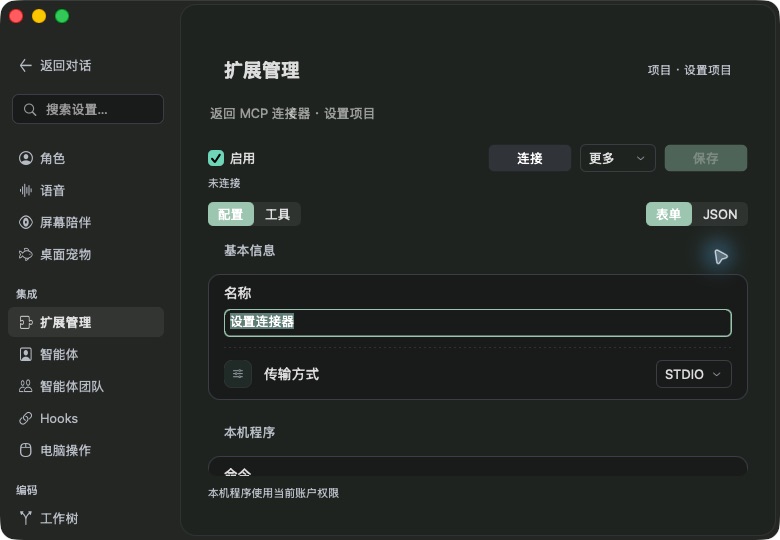 返回对话
搜索设置...
角色
语音
屏幕陪伴
桌面宠物
集成
扩展管理
智能体
智能体团队
Hooks
电脑操作
编码
工作树
扩展管理
项目 · 设置项目
返回 MCP 连接器 · 设置项目
启用
连接
更多
保存
未连接
配置
工具
表单
JSON
基本信息
名称
设置连接器
传输方式
STDIO
本机程序
命令
本机程序使用当前账户权限